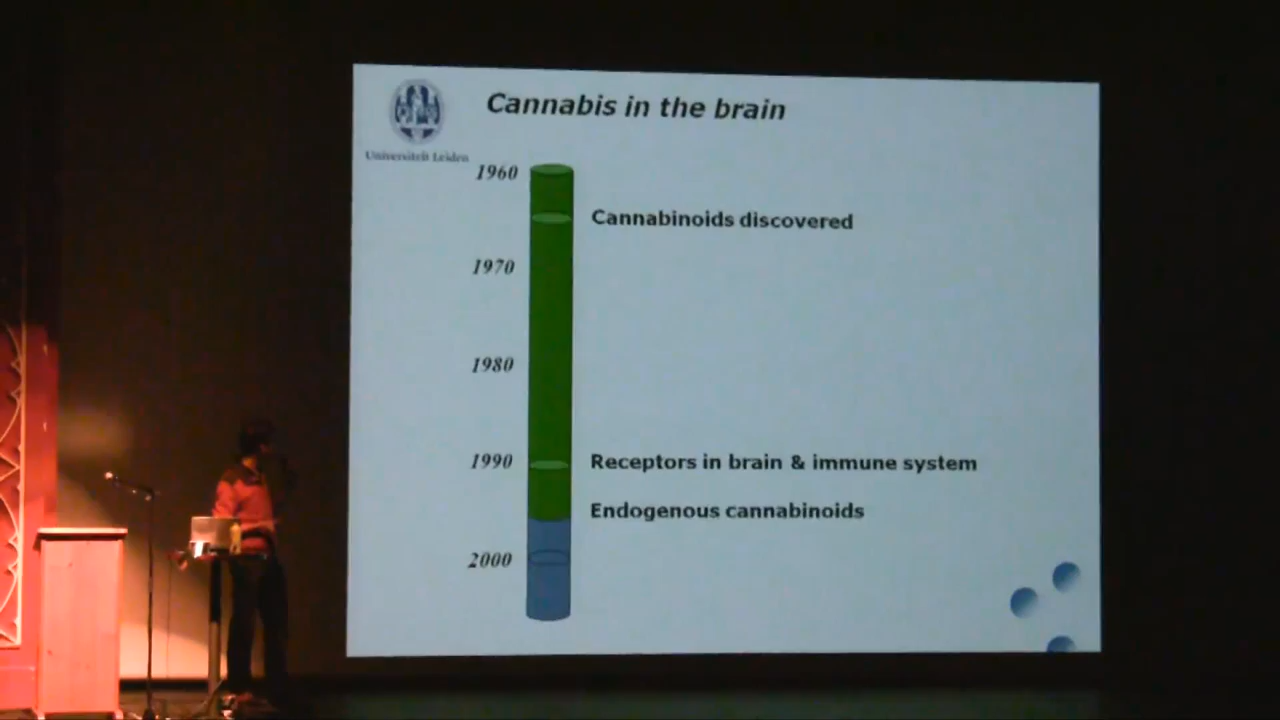 Cannabis in the brain
Universiteit Leiden
1960
Cannabinoids discovered
1970
1980
1990
Receptors in brain & immune system
Endogenous cannabinoids
2000